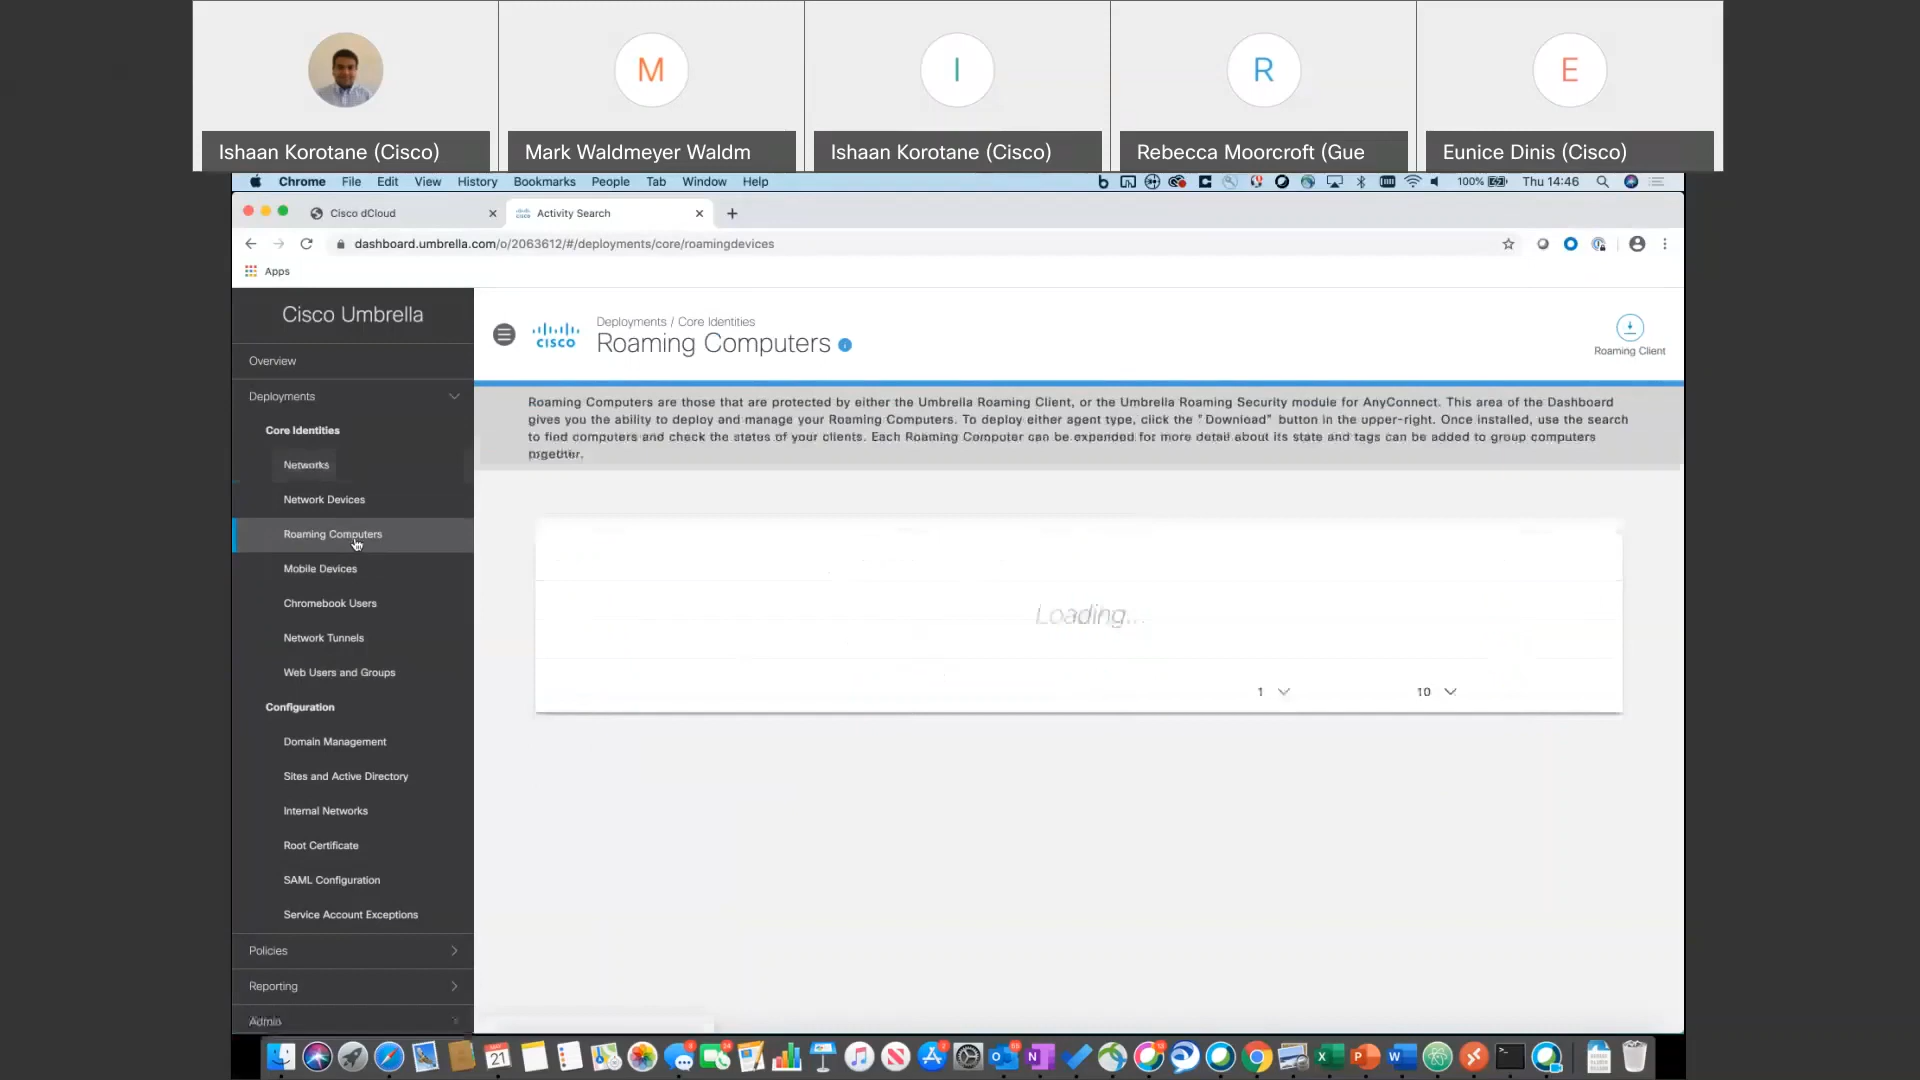 M
I
R
E
Ishaan Korotane (Cisco)
Mark Waldmeyer Waldm
Ishaan Korotane (Cisco)
Rebecca Moorcroft (Gue
Eunice Dinis (Cisco)
Chrome File Edit View History Bookmarks People Tab Window Help
100% Thu 14:46
Cisco dCloud
Activity Search
dashboard.umbrella.com/o/2063612/#/deployments/core/roamingdevices
Apps
Cisco Umbrella
Overview
Deployments
Core Identities
Networks
Network Devices
Roaming Computers
Mobile Devices
Chromebook Users
Network Tunnels
Web Users and Groups
Configuration
Domain Management
Sites and Active Directory
Internal Networks
Root Certificate
SAML Configuration
Service Account Exceptions
Policies
Reporting
Admin
CISCO
Deployments / Core Identities
Roaming Computers
Roaming Client
Roaming Computers are those that are protected by either the Umbrella Roaming Client, or the Umbrella Roaming Security module for AnyConnect. This area of the Dashboard
gives you the ability to deploy and manage your Roaming Computers. To deploy either agent type, click the "Download" button in the upper-right. Once installed, use the search
to find computers and check the status of your clients. Each Roaming Computer can be expanded for more detail about its state and tags can be added to group computers
together.
Loading...
1
10
21